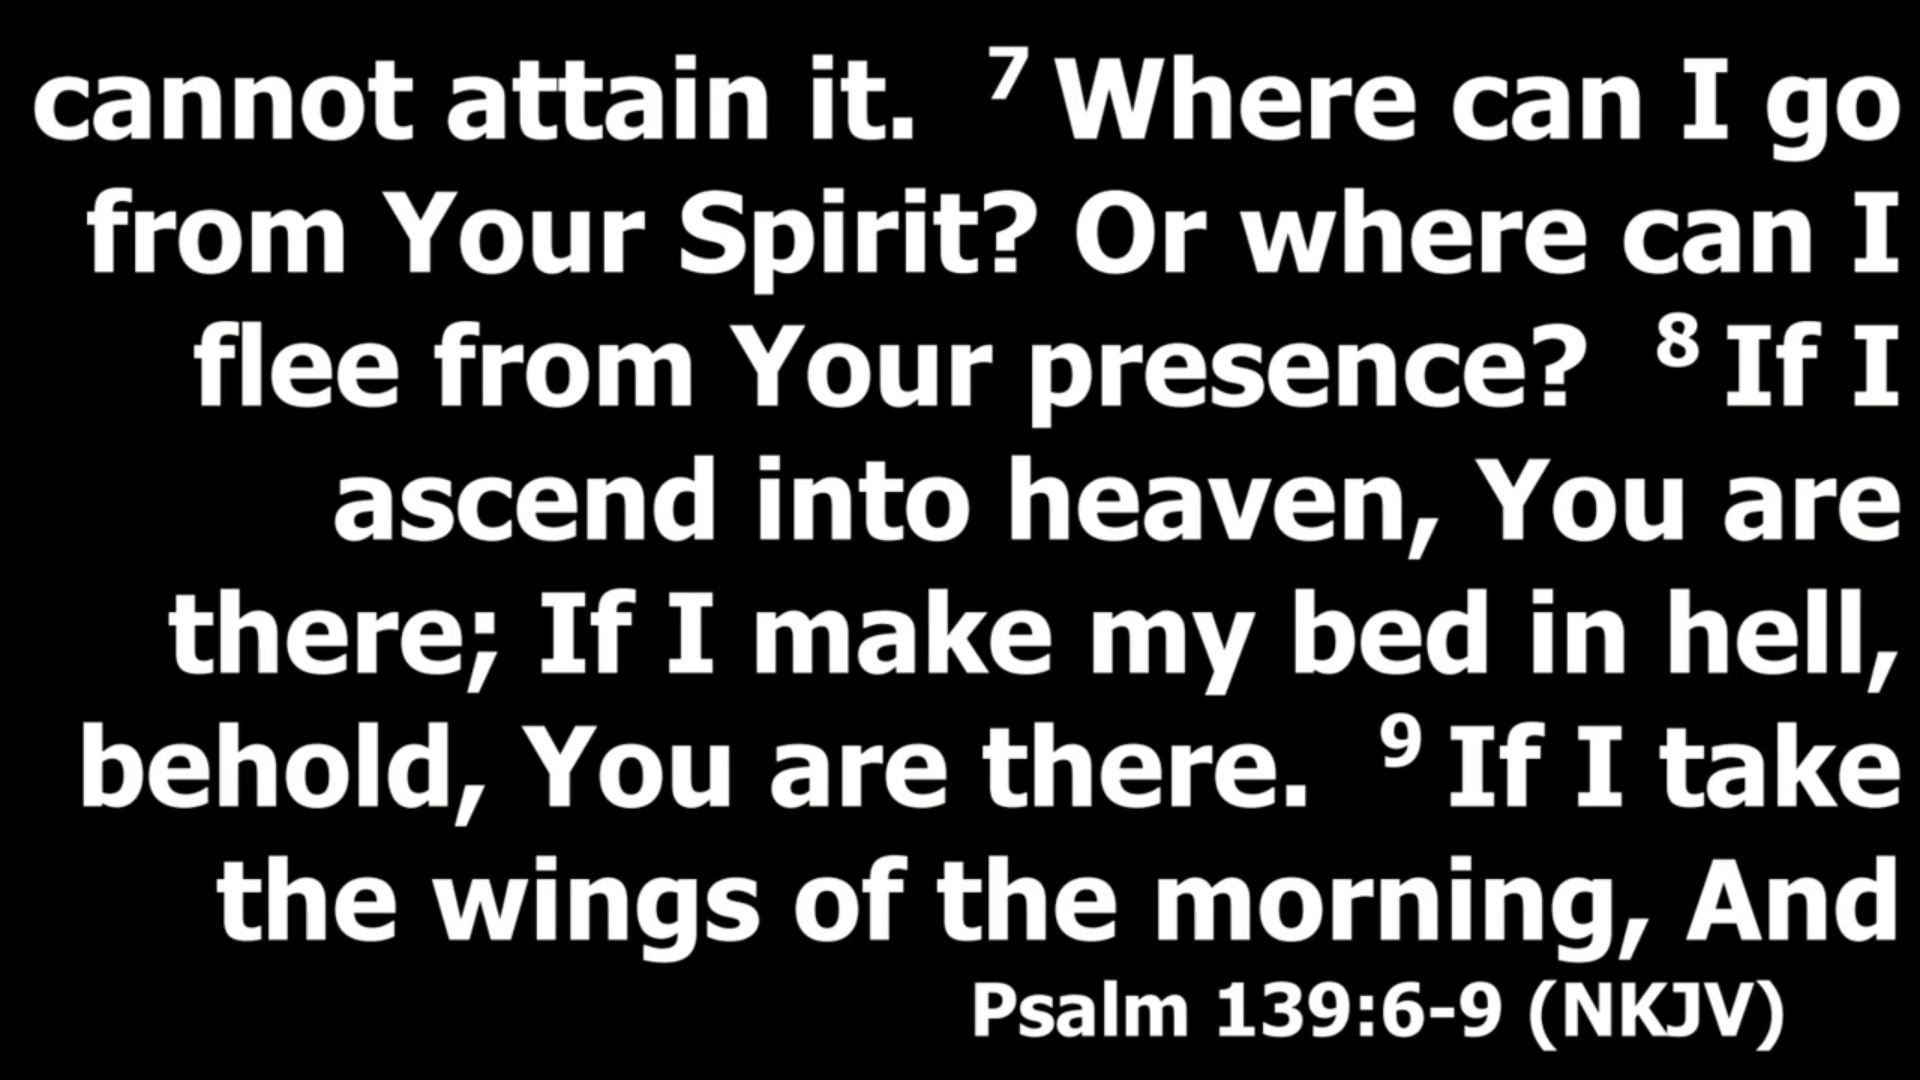 cannot attain it. 7 Where can I go
from Your Spirit? Or where can I
flee from Your presence? 8 If I
ascend into heaven, You are
there; If I make my bed in hell,
behold, You are there. 9 If I take
the wings of the morning, And
Psalm 139:6-9 (NKJV)